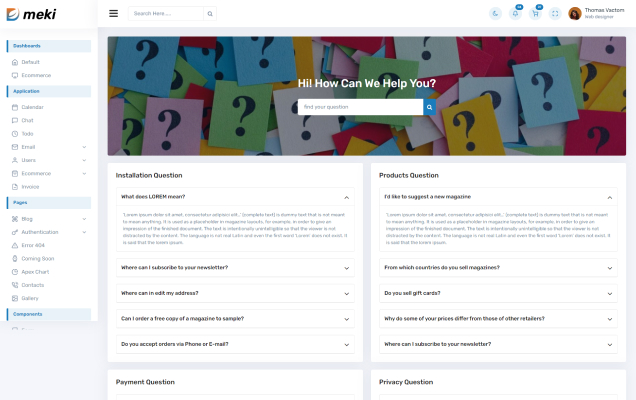 meki
Search Here ....
Thomas Vactom
Web designer
Dashboards
Default
Ecommerce
Application
Calendar
Chat
Todo
Email
Users
Ecommerce
Invoice
Pages
Blog
Authentication
Error 404
Coming Soon
Apex Chart
Contacts
Gallery
Components
Hi! How Can We Help You?
find your question
Installation Question
What does LOREM mean?
'Lorem ipsum dolor sit amet, consectetur adipisci elit…' (complete text) is dummy text that is not meant
to mean anything. It is used as a placeholder in magazine layouts, for example, in order to give an
impression of the finished document. The text is intentionally unintelligible so that the viewer is not
distracted by the content. The language is not real Latin and even the first word 'Lorem' does not exist. It
is said that the lorem ipsum.
Where can I subscribe to your newsletter?
Where can in edit my address?
Can I order a free copy of a magazine to sample?
Do you accept orders via Phone or E-mail?
Products Question
I'd like to suggest a new magazine
'Lorem ipsum dolor sit amet, consectetur adipisci elit…' (complete text) is dummy text that is not meant
to mean anything. It is used as a placeholder in magazine layouts, for example, in order to give an
impression of the finished document. The text is intentionally unintelligible so that the viewer is not
distracted by the content. The language is not real Latin and even the first word 'Lorem' does not exist. It
is said that the lorem ipsum.
From which countries do you sell magazines?
Do you sell gift cards?
Why do some of your prices differ from those of other retailers?
Where can I subscribe to your newsletter?
Payment Question
Privacy Question